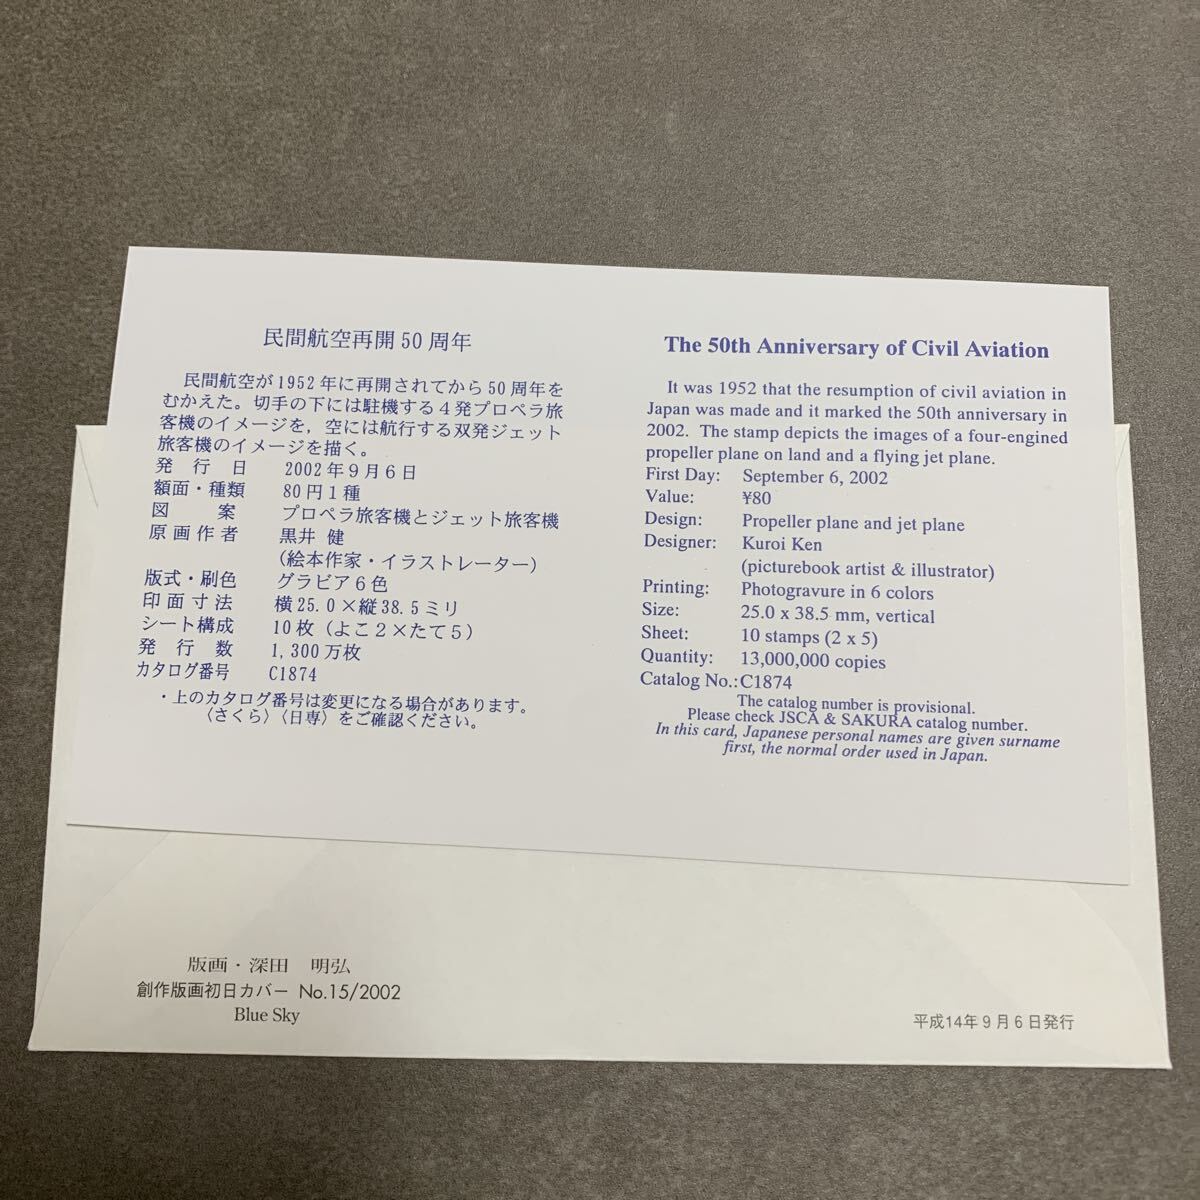 民間航空再開50周年
民間航空が1952年に再開されてから50周年を
むかえた。切手の下には駐機する4発プロペラ旅
客機のイメージを，空には航行する双発ジェット
旅客機のイメージを描く。
発行日 2002年9月6日
額面・種類 80円1種
図案 プロペラ旅客機とジェット旅客機
原画作者 黒井 健
(絵本作家・イラストレーター)
版式・刷色 グラビア6色
印面寸法 横25.0×縦38.5ミリ
シート構成 10枚（よこ2×たて5）
発行数 1,300万枚
カタログ番号 C1874
・上のカタログ番号は変更になる場合があります。
〈さくら〉〈日専〉をご確認ください。
The 50th Anniversary of Civil Aviation
It was 1952 that the resumption of civil aviation in
Japan was made and it marked the 50th anniversary in
2002. The stamp depicts the images of a four-engined
propeller plane on land and a flying jet plane.
First Day: September 6, 2002
Value: ¥80
Design: Propeller plane and jet plane
Designer: Kuroi Ken
(picturebook artist & illustrator)
Printing: Photogravure in 6 colors
Size: 25.0 x 38.5 mm, vertical
Sheet: 10 stamps (2 x 5)
Quantity: 13,000,000 copies
Catalog No.:C1874
The catalog number is provisional.
Please check JSCA & SAKURA catalog number.
In this card, Japanese personal names are given surname
first, the normal order used in Japan.
版画・深田 明弘
創作版画初日カバー No.15/2002
Blue Sky
平成14年9月6日発行